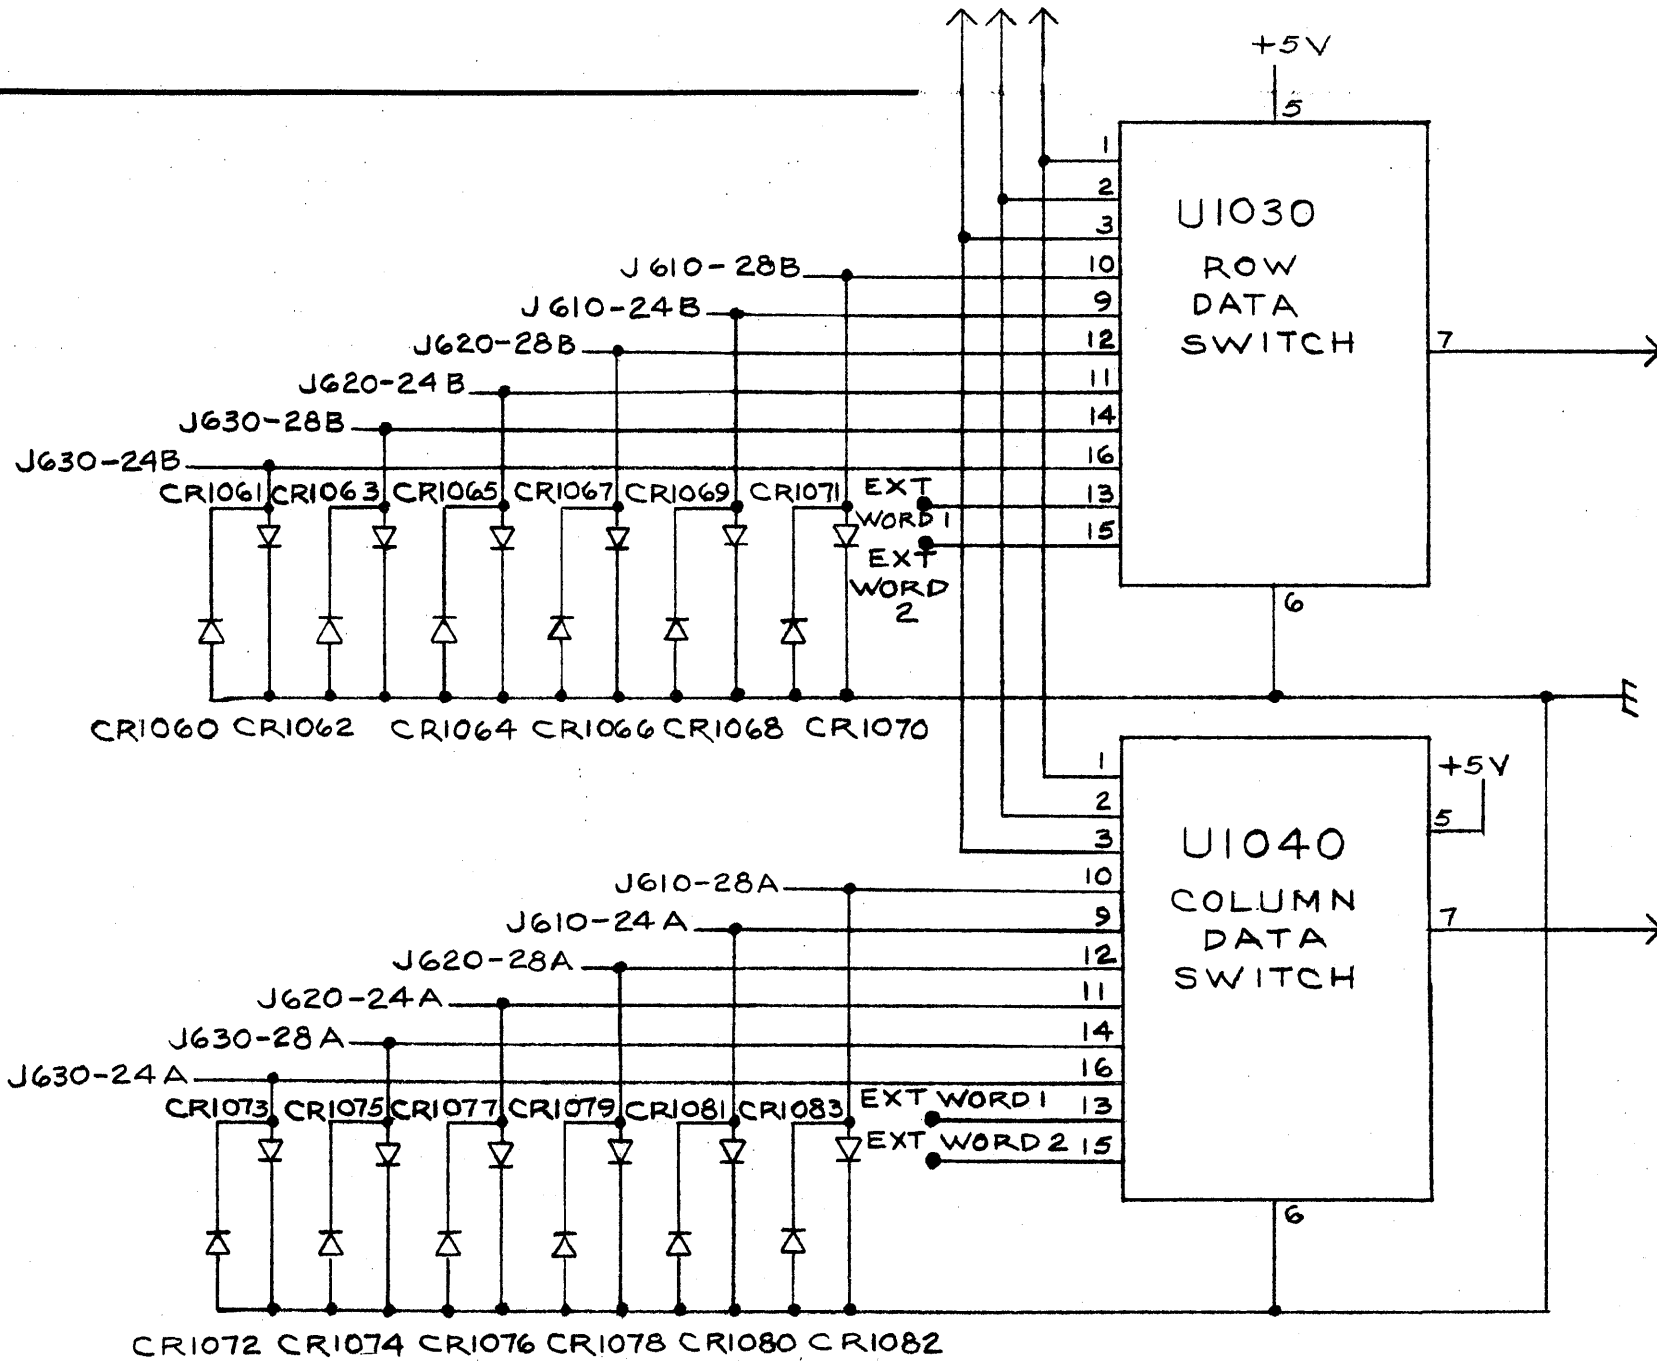 +5V
5
1
2
3
J610-28B
10
J610-24B
9
J620-28B
12
J620-24B
11
J630-28B
14
J630-24B
16
13
15
U1030
ROW
DATA
SWITCH
7
6
CR1061 CR1063 CR1065 CR1067 CR1069 CR1071
EXT
WORD 1
EXT
WORD
2
CR1060 CR1062 CR1064 CR1066 CR1068 CR1070
+5V
5
1
2
3
J610-28A
10
J610-24A
9
J620-28A
12
J620-24A
11
J630-28A
14
J630-24A
16
U1040
COLUMN
DATA
SWITCH
7
CR1073 CR1075 CR1077 CR1079 CR1081 CR1083
EXT WORD 1 13
EXT WORD 2 15
6
CR1072 CR1074 CR1076 CR1078 CR1080 CR1082